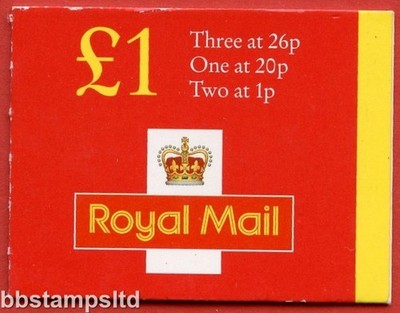 £1
Three at 26p
One at 20p
Two at 1p
Royal Mail
bbstampsltd